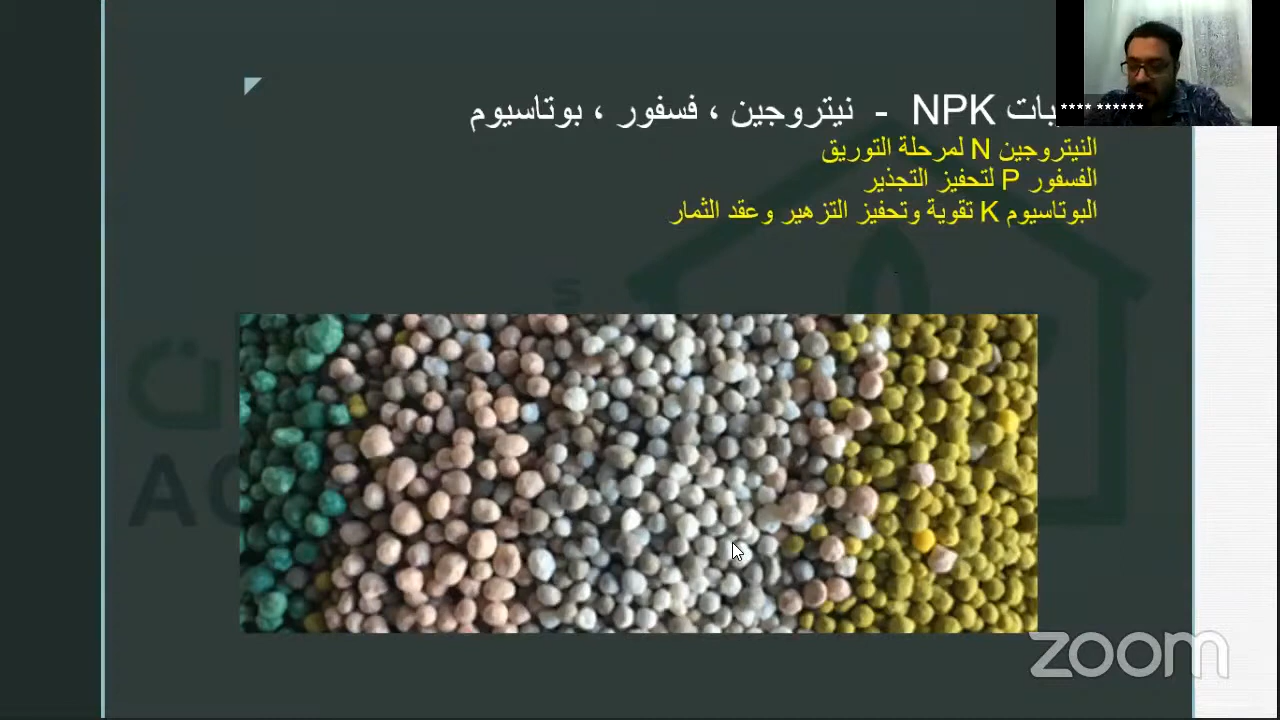 ****** ****
NPK - نيتروجين ، فسفور ، بوتاسيوم
النيتروجين N لمرحلة التوريق
الفسفور P لتحفيز التجذير
البوتاسيوم K تقوية وتحفيز التزهير وعقد الثمار
zoom